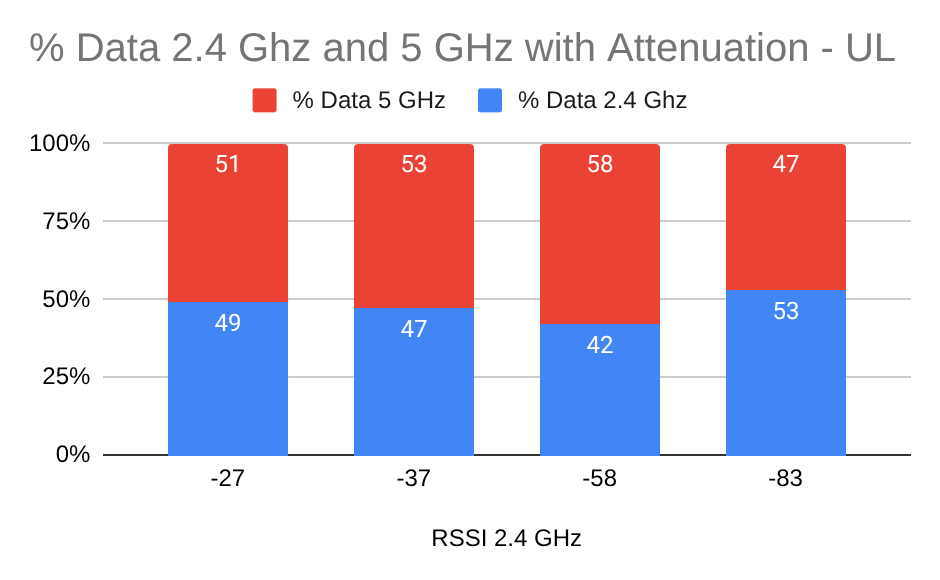 % Data 2.4 Ghz and 5 GHz with Attenuation - UL
% Data 5 GHz % Data 2.4 Ghz
100%
51 53 58 47
75%
50%
49 47 42 53
25%
0%
-27 -37 -58 -83
RSSI 2.4 GHz